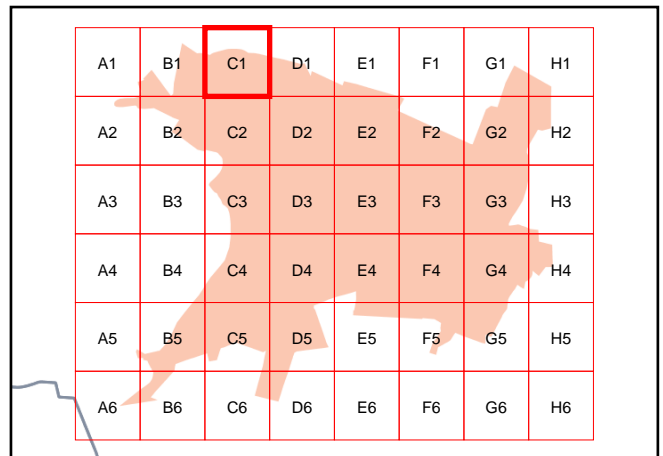 A1 B1 C1 D1 E1 F1 G1 H1
A2 B2 C2 D2 E2 F2 G2 H2
A3 B3 C3 D3 E3 F3 G3 H3
A4 B4 C4 D4 E4 F4 G4 H4
A5 B5 C5 D5 E5 F5 G5 H5
A6 B6 C6 D6 E6 F6 G6 H6